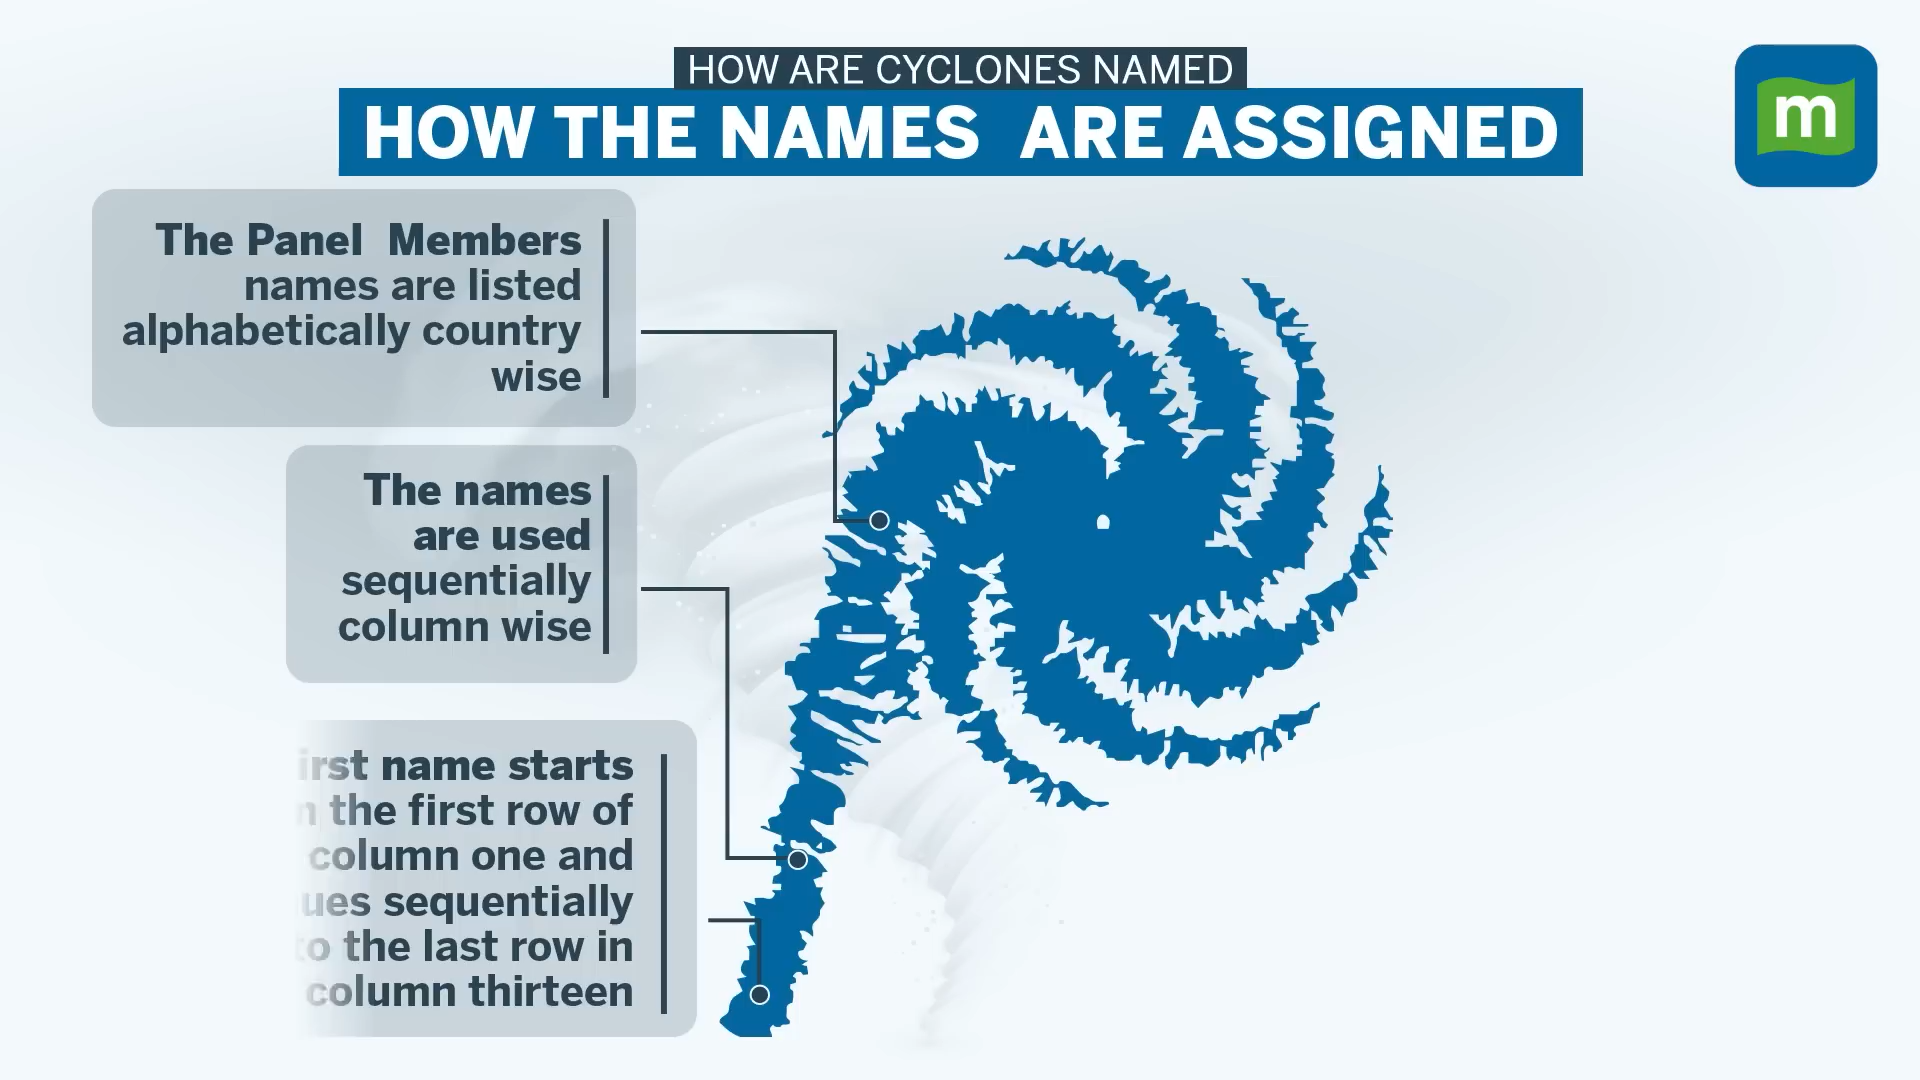 HOW ARE CYCLONES NAMED
HOW THE NAMES ARE ASSIGNED
m
The Panel Members
names are listed
alphabetically country
wise
The names
are used
sequentially
column wise
name starts
the first row of
column one and
sequentially
to the last row in
column thirteen